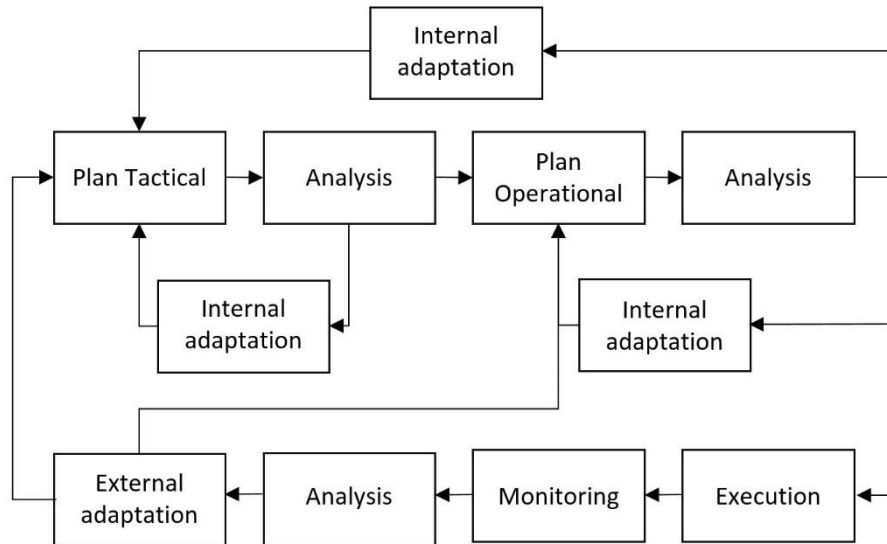 Internal
adaptation
Plan Tactical
Analysis
Plan
Operational
Analysis
Internal
adaptation
Internal
adaptation
External
adaptation
Analysis
Monitoring
Execution